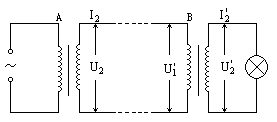 A I₂ B I₂′
~ U₂ U₁′ U₂′